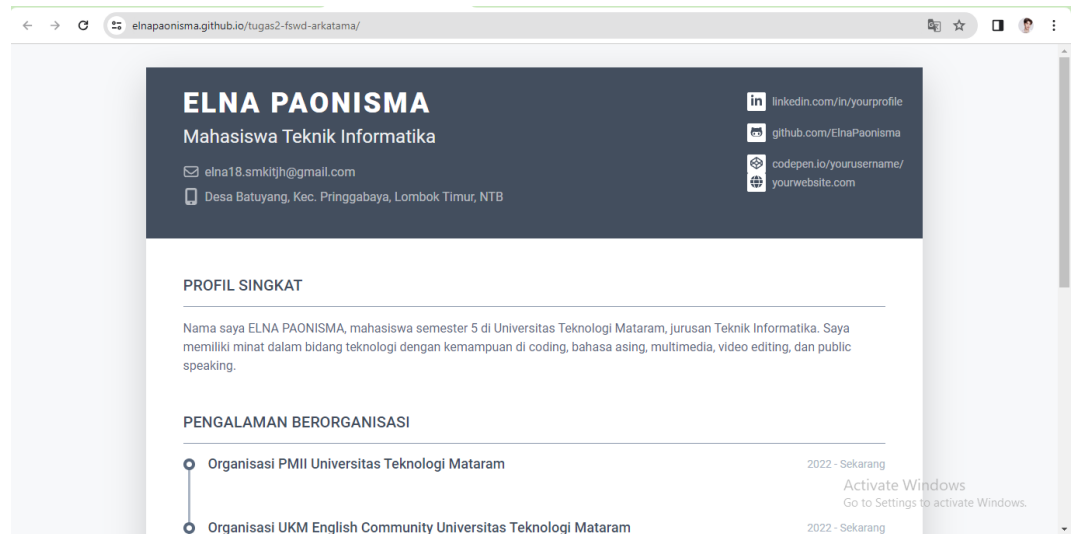 elnapaonisma.github.io/tugas2-fswd-arkatama/
ELNA PAONISMA
Mahasiswa Teknik Informatika
elna18.smkitjh@gmail.com
Desa Batuyang, Kec. Pringgabaya, Lombok Timur, NTB
in linkedin.com/in/yourprofile
github.com/ElnaPaonisma
codepen.io/yourusername/
yourwebsite.com
PROFIL SINGKAT
Nama saya ELNA PAONISMA, mahasiswa semester 5 di Universitas Teknologi Mataram, jurusan Teknik Informatika. Saya
memiliki minat dalam bidang teknologi dengan kemampuan di coding, bahasa asing, multimedia, video editing, dan public
speaking.
PENGALAMAN BERORGANISASI
Organisasi PMII Universitas Teknologi Mataram
2022 - Sekarang
Activate Windows
Go to Settings to activate Windows.
Organisasi UKM English Community Universitas Teknologi Mataram
2022 - Sekarang